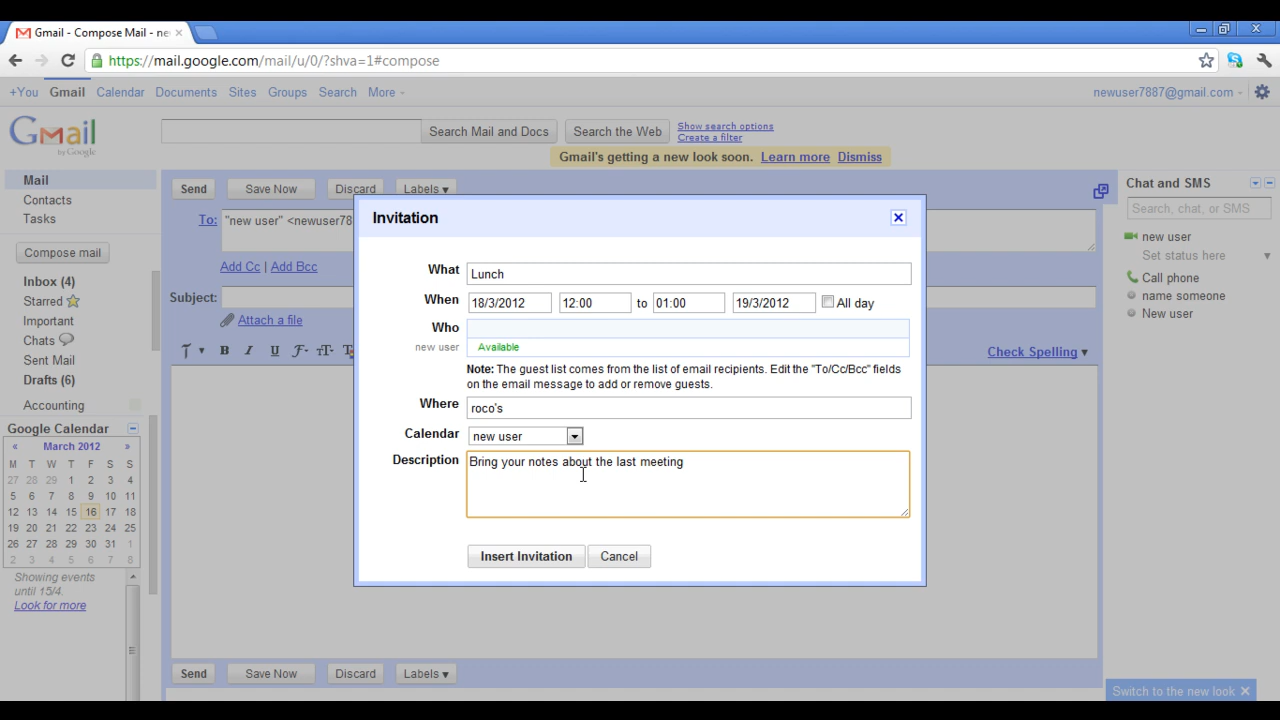 Gmail - Compose Mail - ne
https://mail.google.com/mail/u/0/?shva=1#compose
+You Gmail Calendar Documents Sites Groups Search More
newuser7887@gmail.com
Gmail
by Google
Search Mail and Docs Search the Web
Show search options
Create a filter
Gmail's getting a new look soon. Learn more Dismiss
Mail
Contacts
Tasks
Compose mail
Inbox (4)
Starred
Important
Chats
Sent Mail
Drafts (6)
Accounting
Google Calendar
« March 2012 »
M T W T F S S
27 28 29 1 2 3 4
5 6 7 8 9 10 11
12 13 14 15 16 17 18
19 20 21 22 23 24 25
26 27 28 29 30 31 1
2 3 4 5 6 7 8
Showing events
until 15/4.
Look for more
Send Save Now Discard Labels
To: "new user" <newuser78
Add Cc | Add Bcc
Subject:
Attach a file
B I U
Check Spelling
Invitation
What Lunch
When 18/3/2012 12:00 to 01:00 19/3/2012 All day
Who
new user Available
Note: The guest list comes from the list of email recipients. Edit the "To/Cc/Bcc" fields
on the email message to add or remove guests.
Where roco's
Calendar new user
Description Bring your notes about the last meeting
Insert Invitation Cancel
Send Save Now Discard Labels
Chat and SMS
Search, chat, or SMS
new user
Set status here
Call phone
name someone
New user
Switch to the new look